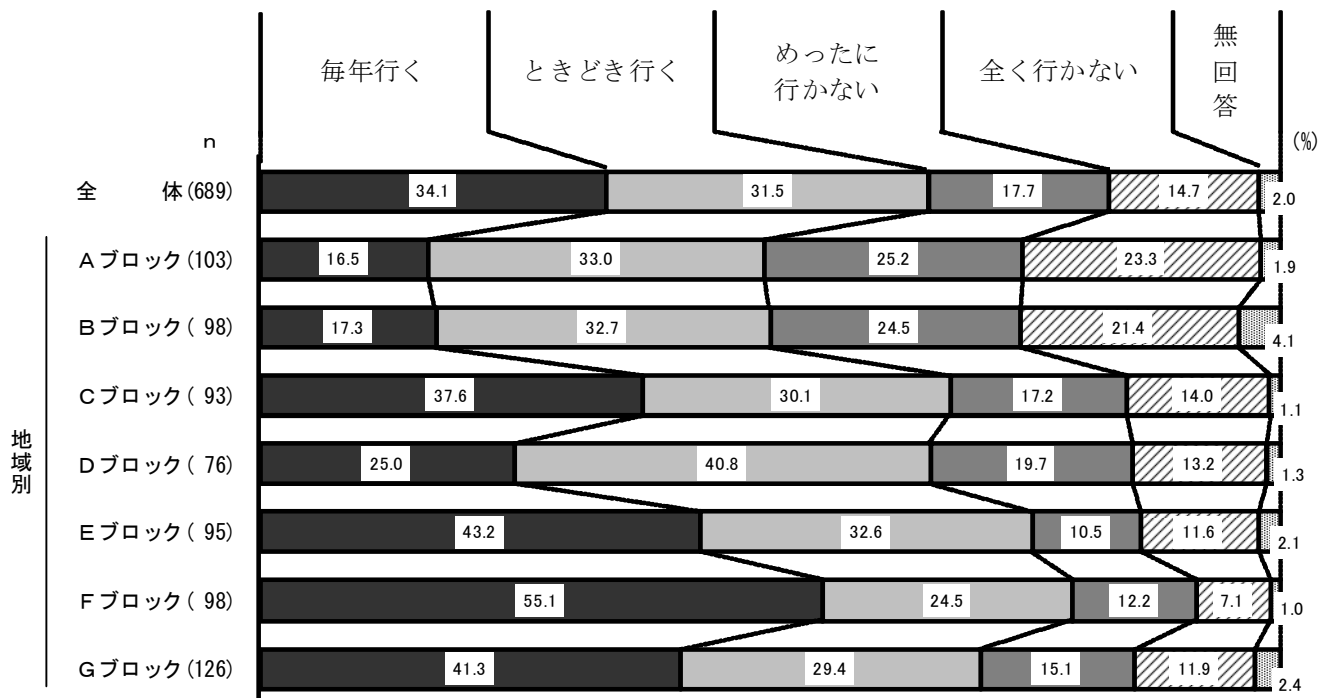 毎年行く ときどき行く めったに 全く行かない 無回答
行かない
n (%)
全 体(689) 34.1 31.5 17.7 14.7 2.0
地域別
Aブロック(103) 16.5 33.0 25.2 23.3 1.9
Bブロック( 98) 17.3 32.7 24.5 21.4 4.1
Cブロック( 93) 37.6 30.1 17.2 14.0 1.1
Dブロック( 76) 25.0 40.8 19.7 13.2 1.3
Eブロック( 95) 43.2 32.6 10.5 11.6 2.1
Fブロック( 98) 55.1 24.5 12.2 7.1 1.0
Gブロック(126) 41.3 29.4 15.1 11.9 2.4